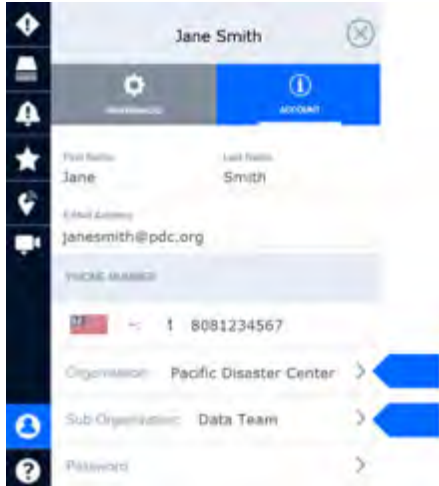 Jane Smith
PREFERENCES
ACCOUNT
First Name
Last Name
Jane
Smith
E-Mail Address
janesmith@pdc.org
PHONE NUMBER
1 8081234567
Organization: Pacific Disaster Center
Sub Organization: Data Team
Password